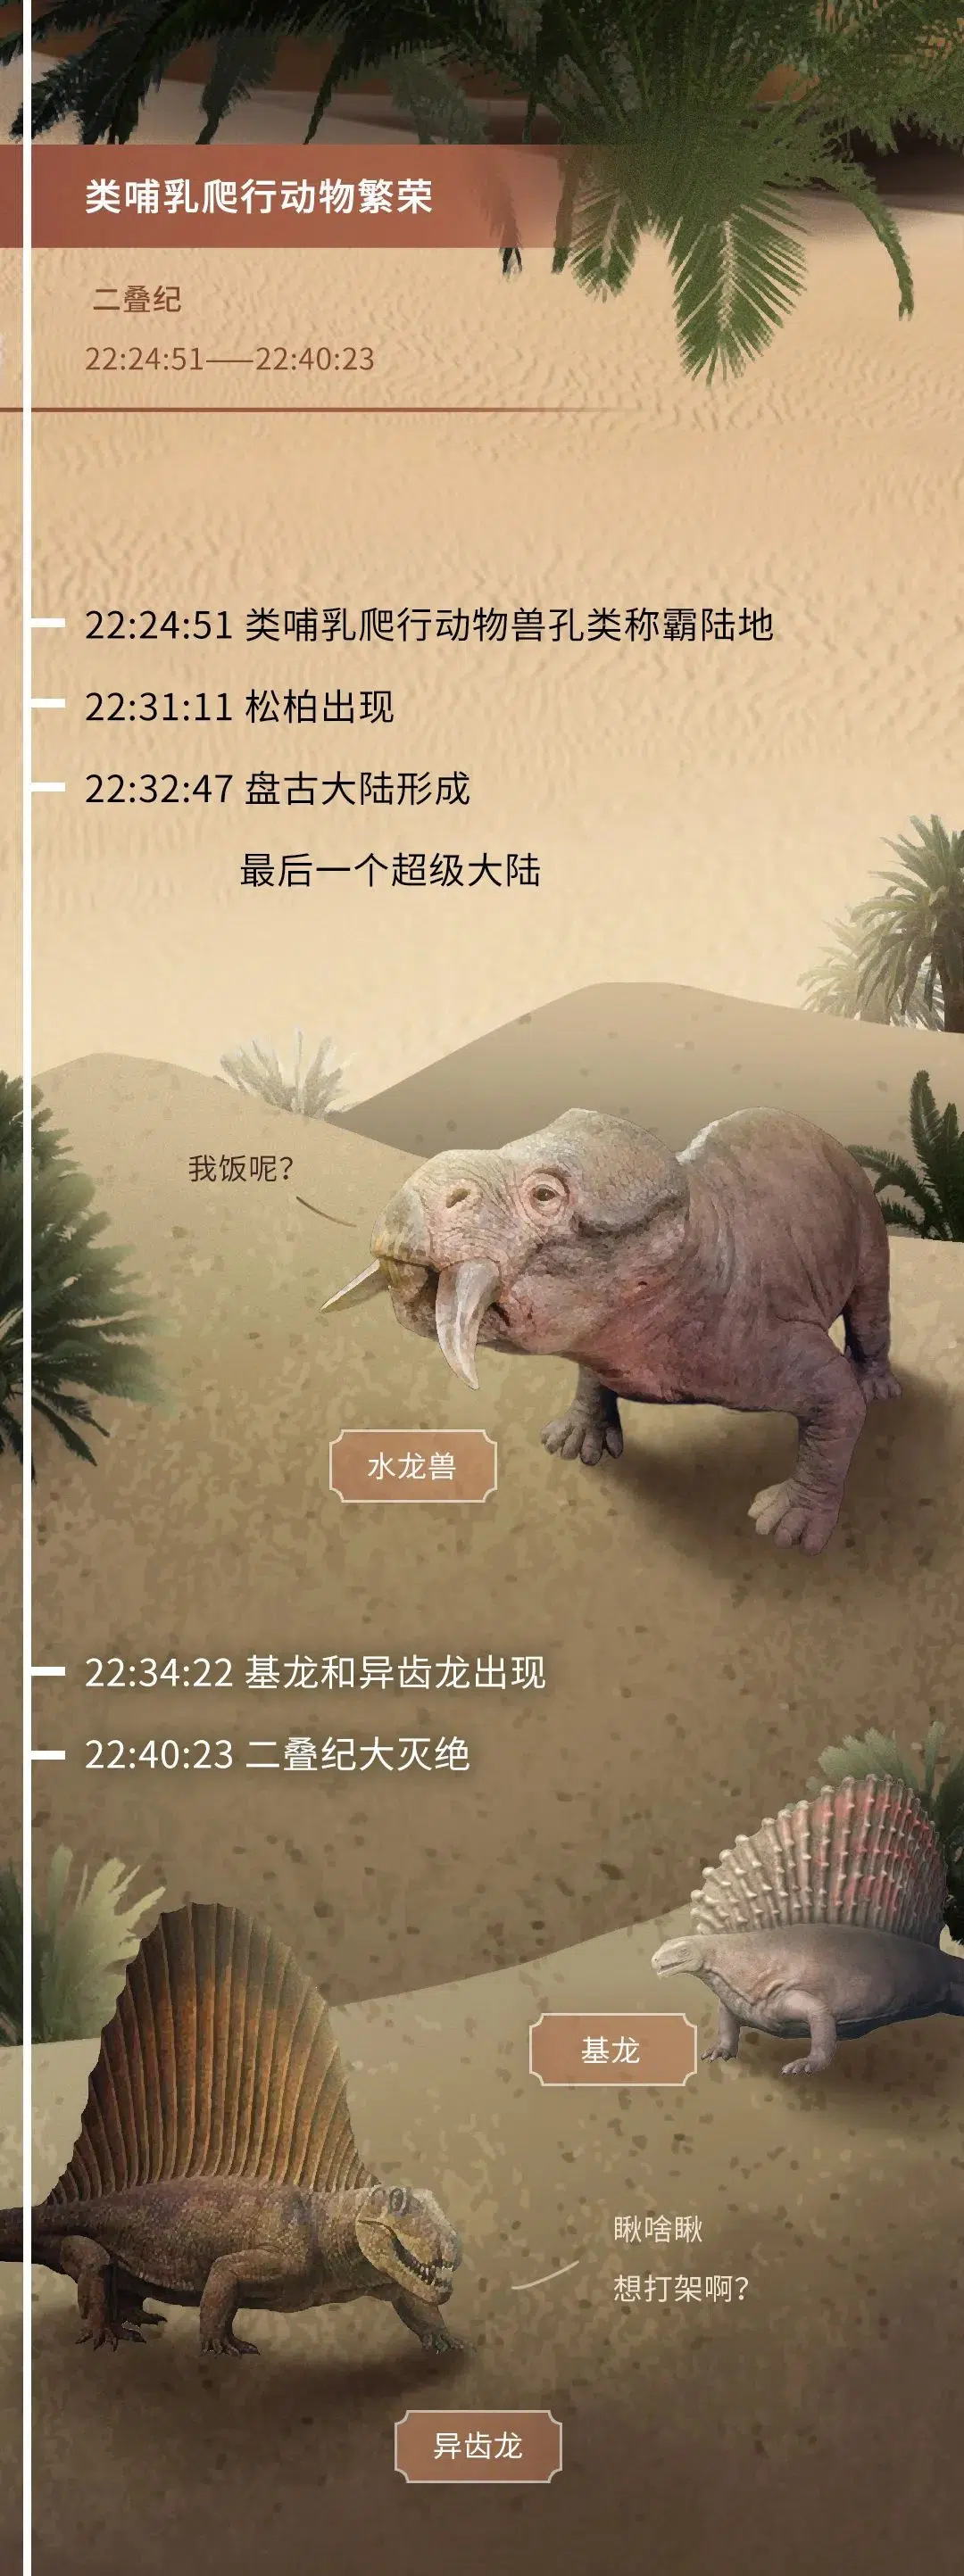 类哺乳爬行动物繁荣
二叠纪
22:24:51——22:40:23
22:24:51 类哺乳爬行动物兽孔类称霸陆地
22:31:11 松柏出现
22:32:47 盘古大陆形成
最后一个超级大陆
我饭呢？
水龙兽
22:34:22 基龙和异齿龙出现
22:40:23 二叠纪大灭绝
基龙
瞅啥瞅
想打架啊？
异齿龙